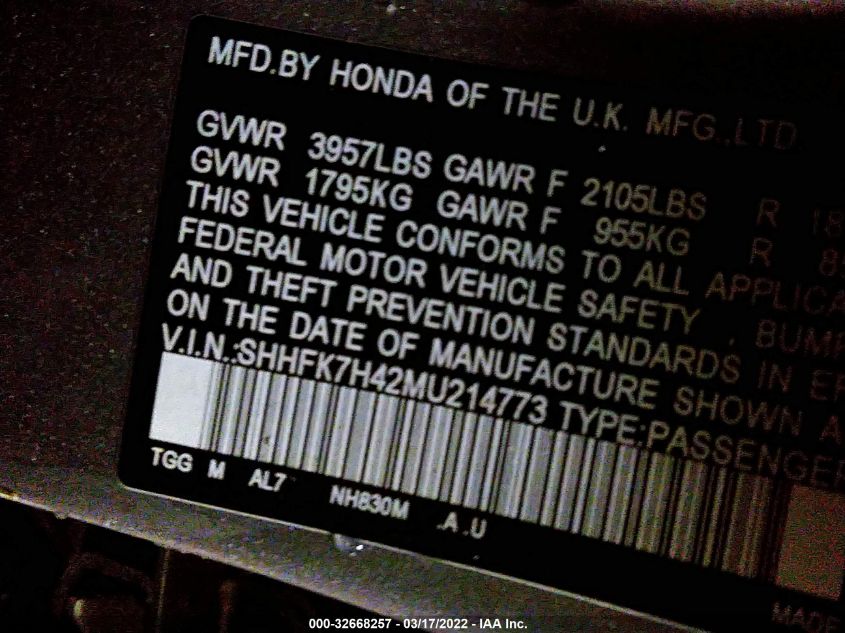 MFD.BY HONDA OF THE U.K. MFG.,LTD.
GVWR 3957LBS GAWR F 2105LBS R
GVWR 1795KG GAWR F 955KG R
THIS VEHICLE CONFORMS TO ALL
FEDERAL MOTOR VEHICLE SAFETY
AND THEFT PREVENTION STANDARDS IN
ON THE DATE OF MANUFACTURE SHOWN
V.I.N.:SHHFK7H42MU214773 TYPE:PASSENGER
TGG M AL7 NH830M .A .U
MADE
000-32668257 - 03/17/2022 - IAA Inc.